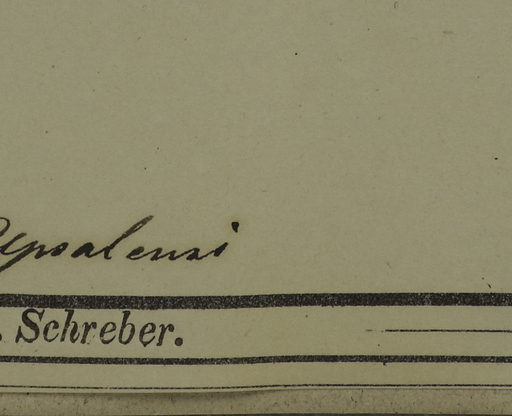 Upsalensi
. Schreber.